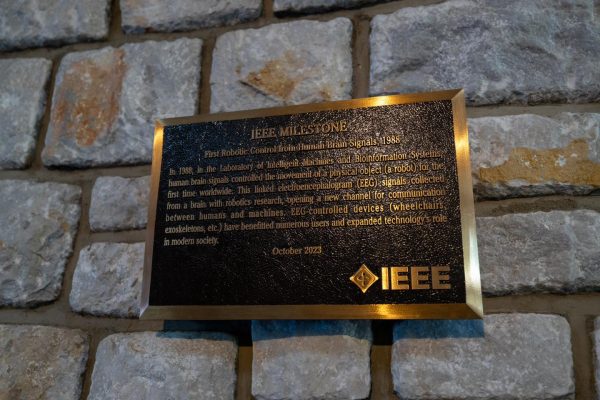 IEEE MILESTONE
First Robotic Control from Human Brain Signals, 1988
In 1988, in the Laboratory of Intelligent Machines and Bioinformation Systems,
human brain signals controlled the movement of a physical object (a robot) for the
first time worldwide. This linked electroencephalogram (EEG) signals collected
from a brain with robotics research, opening a new channel for communication
between humans and machines. EEG-controlled devices (wheelchairs,
exoskeletons, etc.) have benefitted numerous users and expanded technology's role
in modern society.
October 2023
IEEE